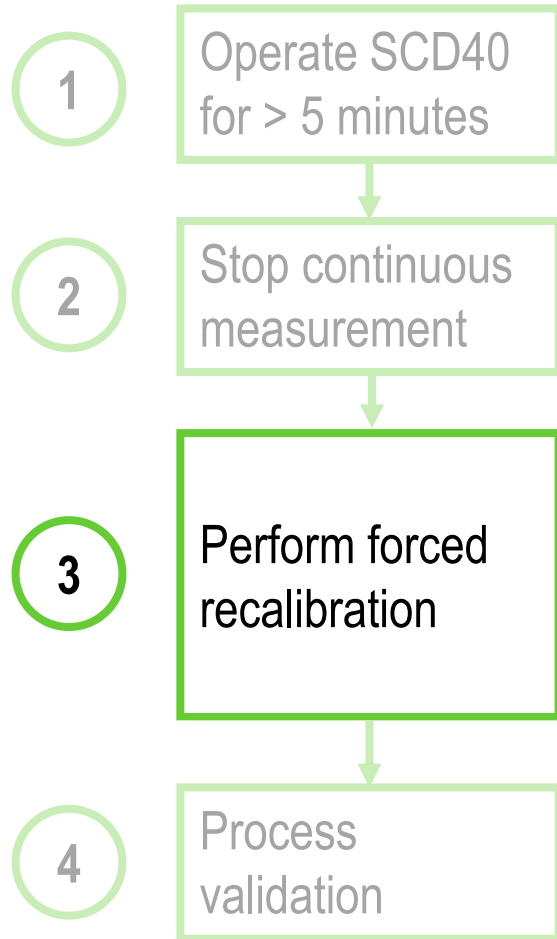 1
Operate SCD40
for > 5 minutes
2
Stop continuous
measurement
3
Perform forced
recalibration
4
Process
validation